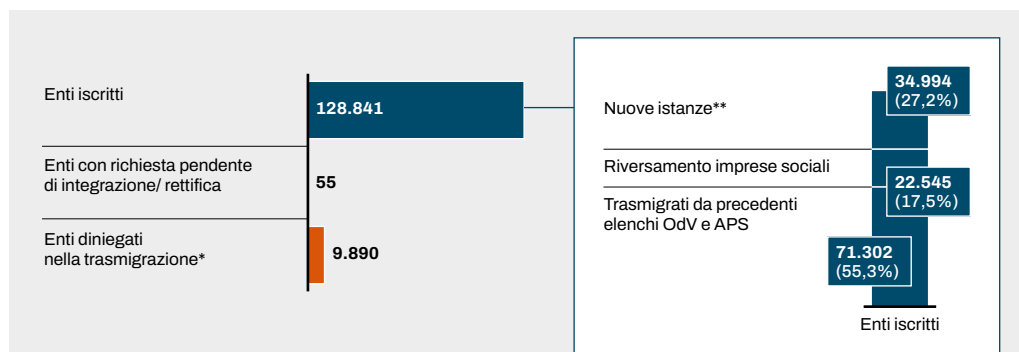 Enti iscritti
128.841
Enti con richiesta pendente
di integrazione/ rettifica
55
Enti diniegati
nella trasmigrazione*
9.890
Nuove istanze**
34.994
(27,2%)
Riversamento imprese sociali
22.545
(17,5%)
Trasmigrati da precedenti
elenchi OdV e APS
71.302
(55,3%)
Enti iscritti